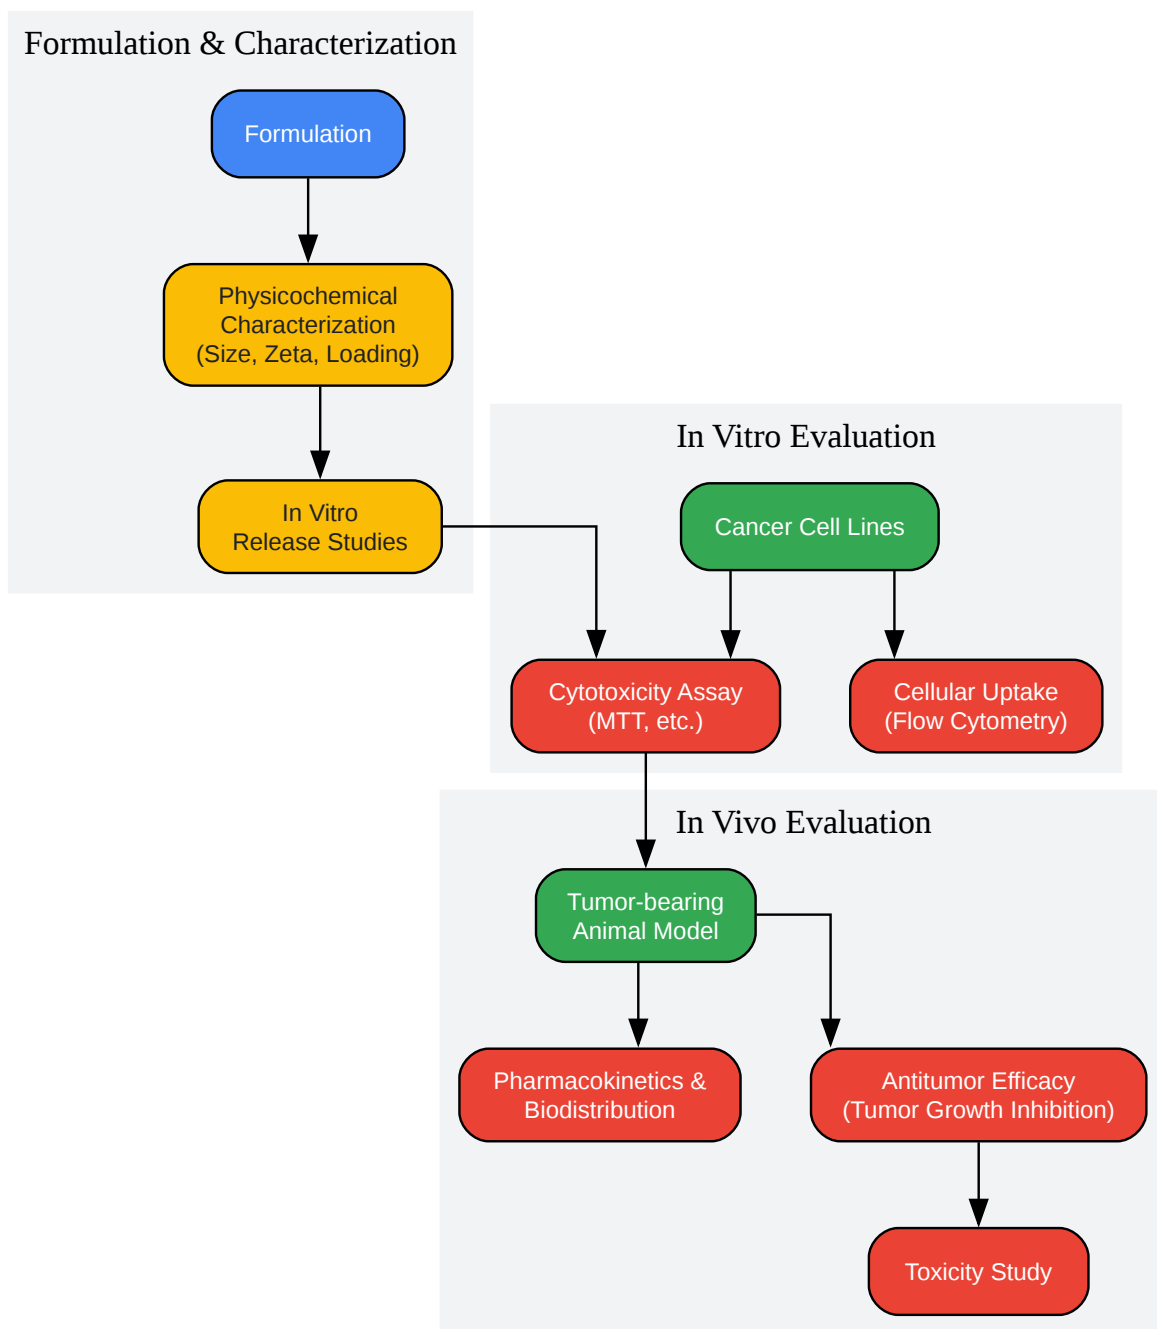 Formulation & Characterization
Formulation
Physicochemical
Characterization
(Size, Zeta, Loading)
In Vitro
Release Studies
In Vitro Evaluation
Cancer Cell Lines
Cytotoxicity Assay
(MTT, etc.)
Cellular Uptake
(Flow Cytometry)
In Vivo Evaluation
Tumor-bearing
Animal Model
Pharmacokinetics &
Biodistribution
Antitumor Efficacy
(Tumor Growth Inhibition)
Toxicity Study